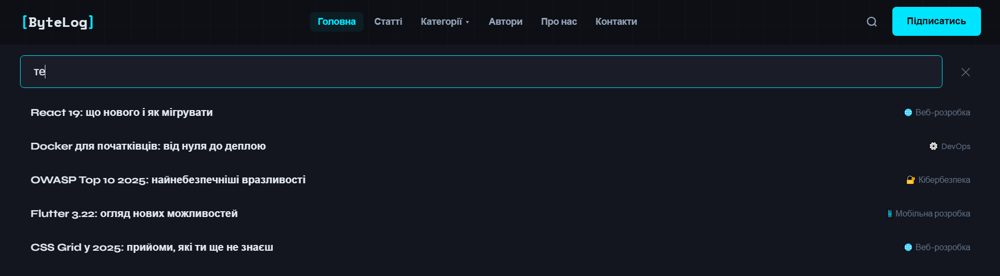 [ByteLog]
Головна Статті Категорії Автори Про нас Контакти Підписатись
те
React 19: що нового і як мігрувати Веб-розробка
Docker для початківців: від нуля до деплою DevOps
OWASP Top 10 2025: найнебезпечніші вразливості Кібербезпека
Flutter 3.22: огляд нових можливостей Мобільна розробка
CSS Grid у 2025: прийоми, які ти ще не знаєш Веб-розробка